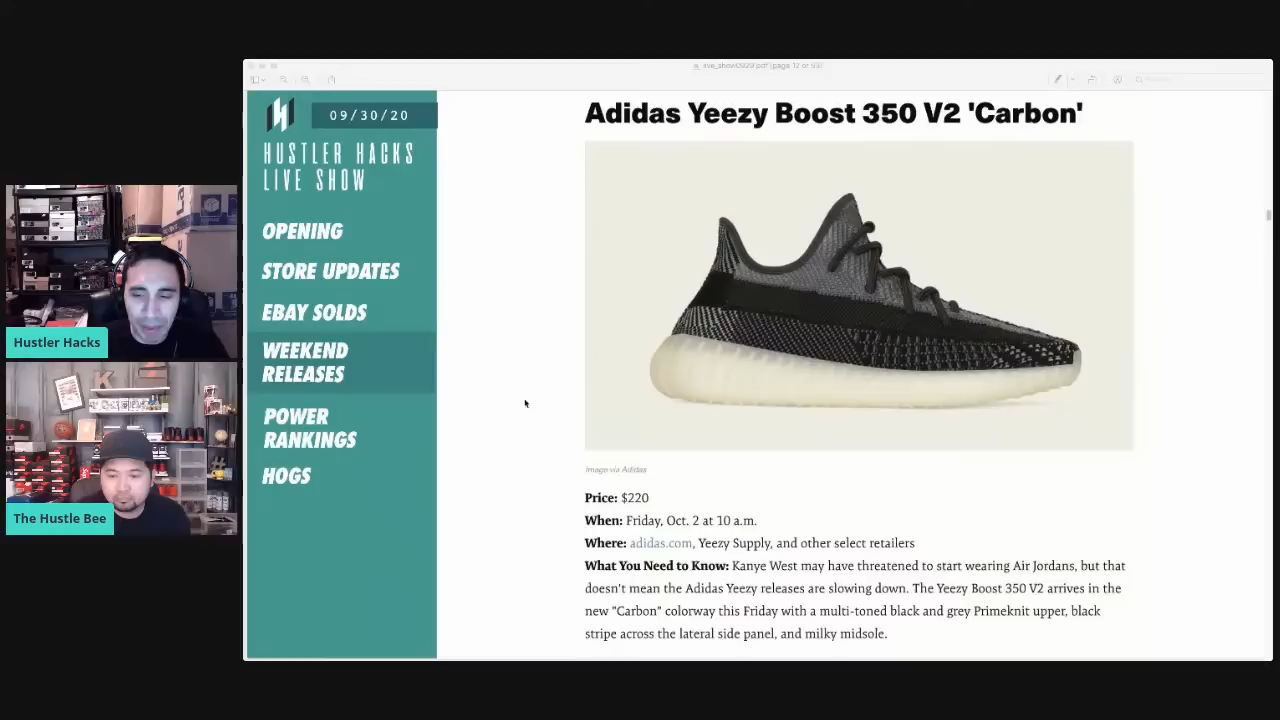 09/30/20
HUSTLER HACKS
LIVE SHOW
OPENING
STORE UPDATES
EBAY SOLDS
WEEKEND
RELEASES
POWER
RANKINGS
HOGS
Hustler Hacks
The Hustle Bee
Adidas Yeezy Boost 350 V2 'Carbon'
Image via Adidas
Price: $220
When: Friday, Oct. 2 at 10 a.m.
Where: adidas.com, Yeezy Supply, and other select retailers
What You Need to Know: Kanye West may have threatened to start wearing Air Jordans, but that
doesn't mean the Adidas Yeezy releases are slowing down. The Yeezy Boost 350 V2 arrives in the
new "Carbon" colorway this Friday with a multi-toned black and grey Primeknit upper, black
stripe across the lateral side panel, and milky midsole.